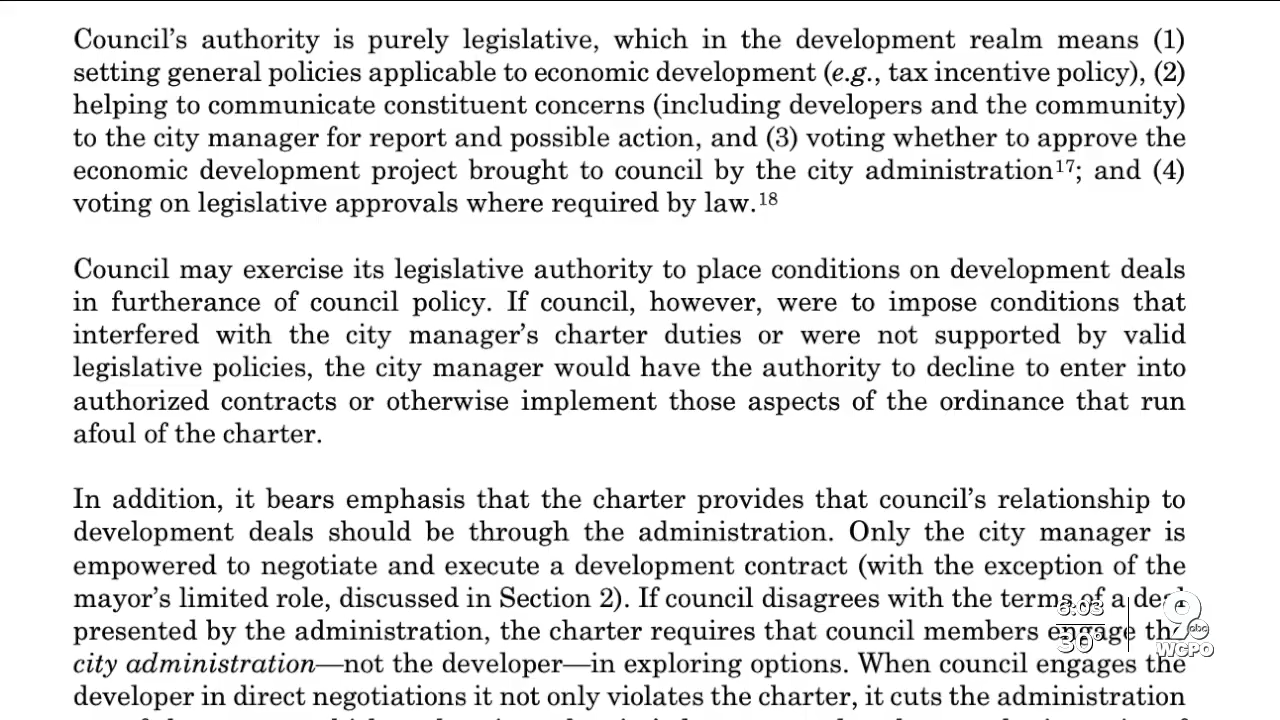 Council's authority is purely legislative, which in the development realm means (1)
setting general policies applicable to economic development (e.g., tax incentive policy), (2)
helping to communicate constituent concerns (including developers and the community)
to the city manager for report and possible action, and (3) voting whether to approve the
economic development project brought to council by the city administration¹⁷; and (4)
voting on legislative approvals where required by law.¹⁸
Council may exercise its legislative authority to place conditions on development deals
in furtherance of council policy. If council, however, were to impose conditions that
interfered with the city manager's charter duties or were not supported by valid
legislative policies, the city manager would have the authority to decline to enter into
authorized contracts or otherwise implement those aspects of the ordinance that run
afoul of the charter.
In addition, it bears emphasis that the charter provides that council's relationship to
development deals should be through the administration. Only the city manager is
empowered to negotiate and execute a development contract (with the exception of the
mayor's limited role, discussed in Section 2). If council disagrees with the terms of a deal
presented by the administration, the charter requires that council members engage the
city administration—not the developer—in exploring options. When council engages the
developer in direct negotiations it not only violates the charter, it cuts the administration
6:03
30°
9
abc
WCPO